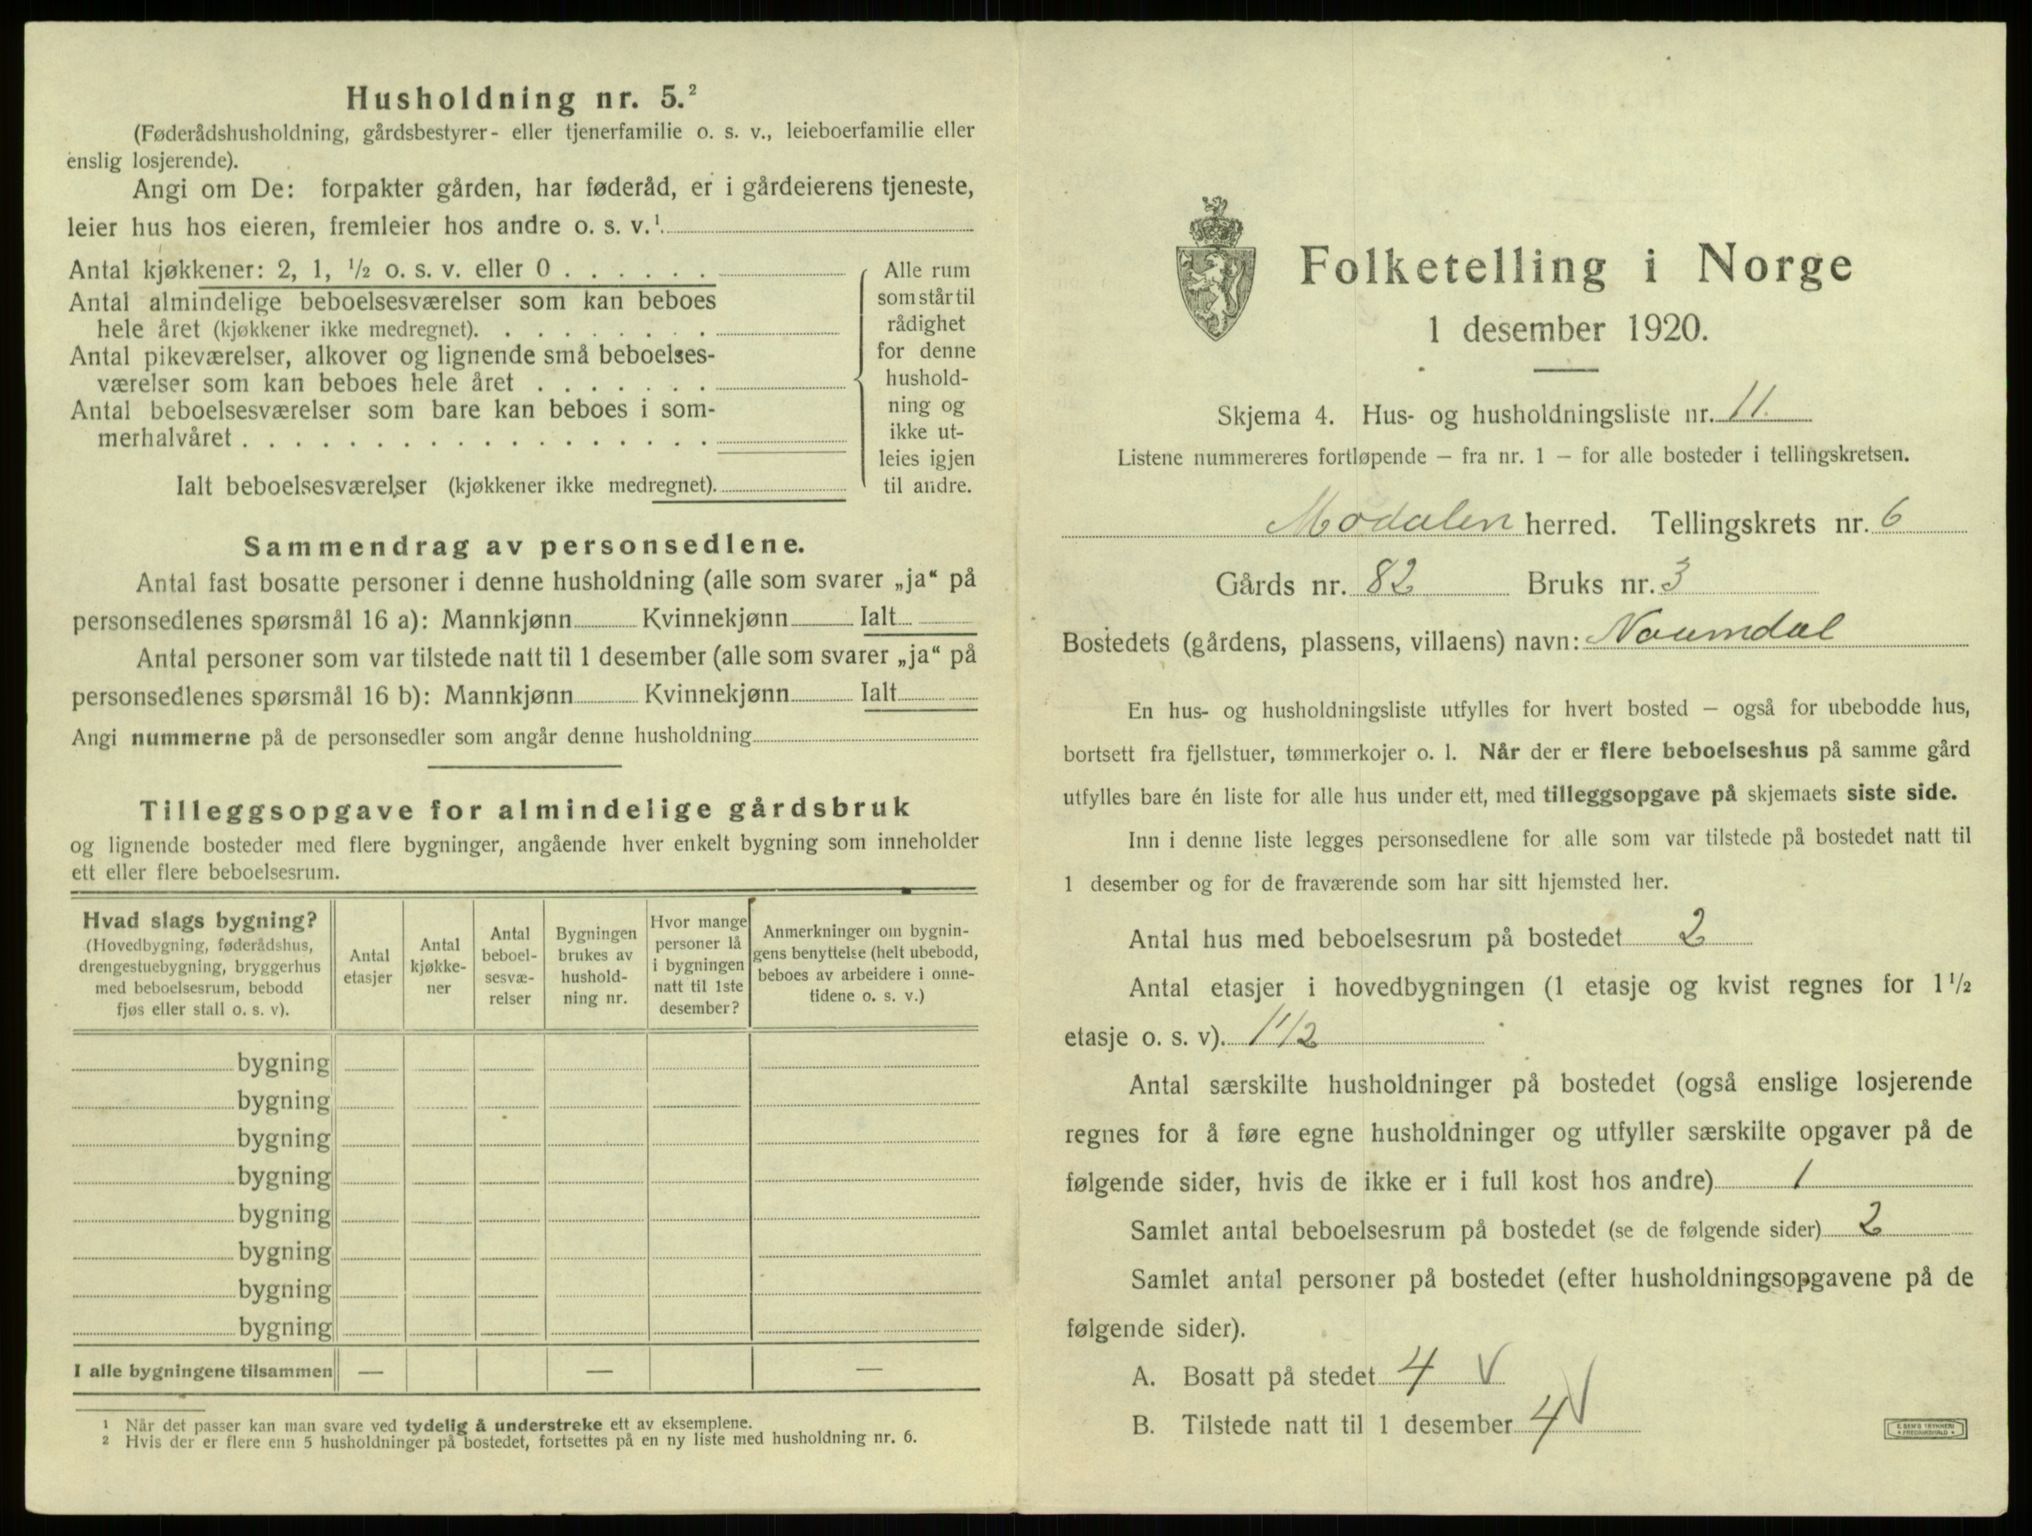 Husholdning nr. 5.²
(Føderådshusholdning, gårdsbestyrer- eller tjenerfamilie o. s. v., leieboerfamilie eller
enslig losjerende).
Angi om De: forpakter gården, har føderåd, er i gårdeierens tjeneste,
leier hus hos eieren, fremleier hos andre o. s. v.¹
Antal kjøkkener: 2, 1, ½ o. s. v. eller 0 . . . . . .
Antal almindelige beboelsesværelser som kan beboes
hele året (kjøkkener ikke medregnet). . . . . . . . .
Antal pikeværelser, alkover og lignende små beboelses-
værelser som kan beboes hele året . . . . . . .
Antal beboelsesværelser som bare kan beboes i som-
merhalvåret . . . . . . . . . . . . . . . . . .
Ialt beboelsesværelser (kjøkkener ikke medregnet).
Alle rum
som står til
rådighet
for denne
hushold-
ning og
ikke ut-
leies igjen
til andre.
Sammendrag av personsedlene.
Antal fast bosatte personer i denne husholdning (alle som svarer „ja“ på
personsedlenes spørsmål 16 a): Mannkjønn Kvinnekjønn Ialt
Antal personer som var tilstede natt til 1 desember (alle som svarer „ja“ på
personsedlenes spørsmål 16 b): Mannkjønn Kvinnekjønn Ialt
Angi nummerne på de personsedler som angår denne husholdning
Tilleggsopgave for almindelige gårdsbruk
og lignende bosteder med flere bygninger, angående hver enkelt bygning som inneholder
ett eller flere beboelsesrum.
Hvad slags bygning?
(Hovedbygning, føderådshus,
drengestuebygning, bryggerhus
med beboelsesrum, bebodd
fjøs eller stall o. s. v).
Antal
etasjer
Antal
kjøkke-
ner
Antal
beboel-
sesvæ-
relser
Bygningen
brukes av
hushold-
ning nr.
Hvor mange
personer lå
i bygningen
natt til 1ste
desember?
Anmerkninger om bygnin-
gens benyttelse (helt ubebodd,
beboes av arbeidere i onne-
tidene o. s. v.)
bygning
bygning
bygning
bygning
bygning
bygning
bygning
bygning
I alle bygningene tilsammen — — —
¹ Når det passer kan man svare ved tydelig å understreke ett av eksemplene.
² Hvis der er flere enn 5 husholdninger på bostedet, fortsettes på en ny liste med husholdning nr. 6.
Folketelling i Norge
1 desember 1920.
Skjema 4. Hus- og husholdningsliste nr. 11.
Listene nummereres fortløpende — fra nr. 1 — for alle bosteder i tellingskretsen.
Modalen herred. Tellingskrets nr. 6
Gårds nr. 82 Bruks nr. 3
Bostedets (gårdens, plassens, villaens) navn: Naumdal
En hus- og husholdningsliste utfylles for hvert bosted — også for ubebodde hus,
bortsett fra fjellstuer, tømmerkojer o. l. Når der er flere beboelseshus på samme gård
utfylles bare én liste for alle hus under ett, med tilleggsopgave på skjemaets siste side.
Inn i denne liste legges personsedlene for alle som var tilstede på bostedet natt til
1 desember og for de fraværende som har sitt hjemsted her.
Antal hus med beboelsesrum på bostedet 2
Antal etasjer i hovedbygningen (1 etasje og kvist regnes for 1 ½
etasje o. s. v). 1 1/2
Antal særskilte husholdninger på bostedet (også enslige losjerende
regnes for å føre egne husholdninger og utfyller særskilte opgaver på de
følgende sider, hvis de ikke er i full kost hos andre) 1
Samlet antal beboelsesrum på bostedet (se de følgende sider) 2
Samlet antal personer på bostedet (efter husholdningsopgavene på de
følgende sider).
A. Bosatt på stedet 4 V
B. Tilstede natt til 1 desember 4 V